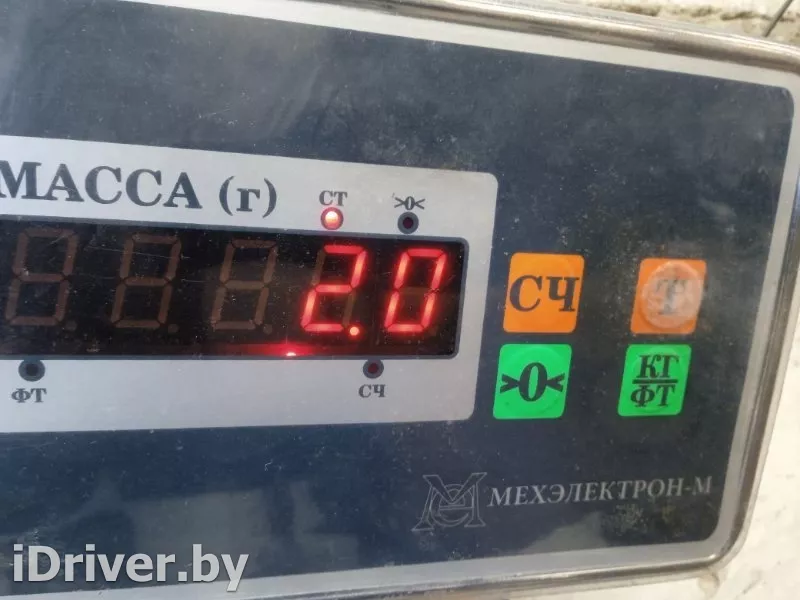 МАССА (г)
СТ
>0<
2.0
ФТ
СЧ
СЧ
Т
>0<
КГ
ФТ
МЕХЭЛЕКТРОН-М
iDriver.by